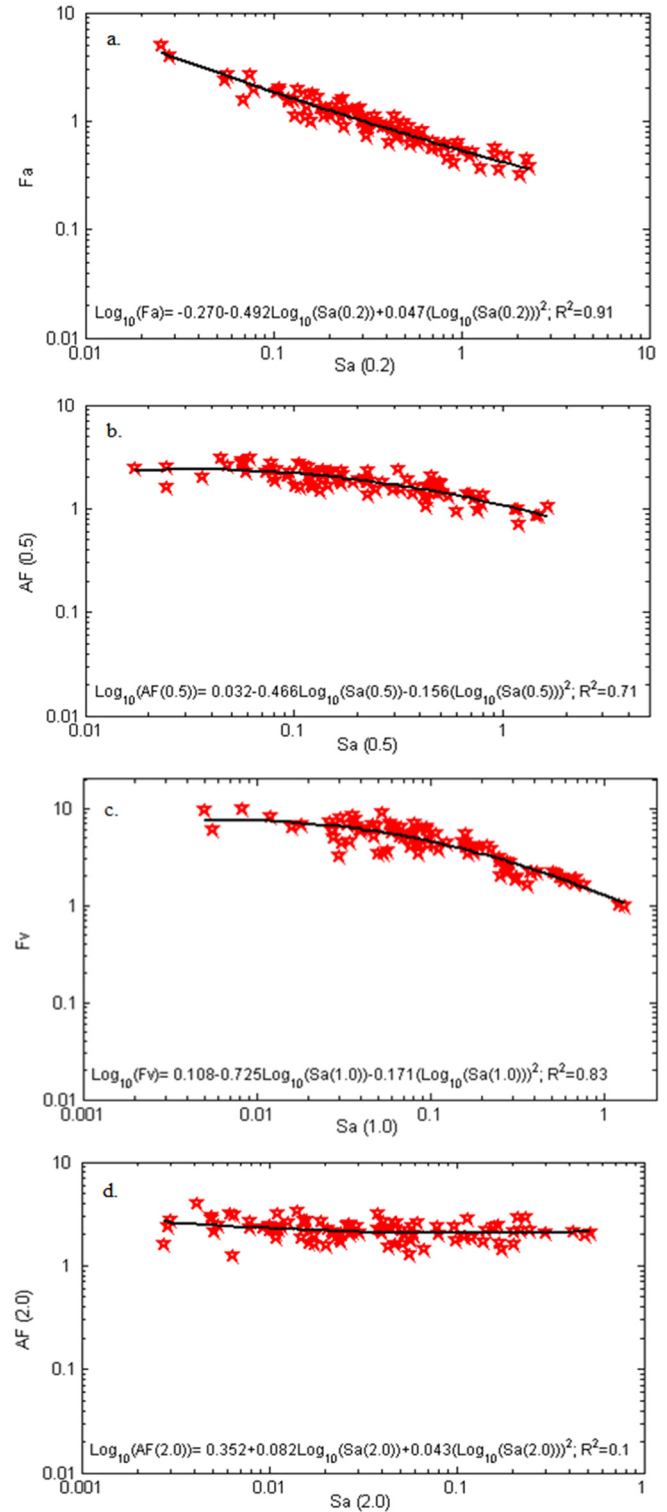 a.
10
1
0.1
0.01
Fa
Log10(Fa)= -0.270-0.492Log10(Sa(0.2))+0.047(Log10(Sa(0.2)))2; R2=0.91
0.01 0.1 1 10
Sa (0.2)
b.
10
1
0.1
0.01
AF (0.5)
Log10(AF(0.5))= 0.032-0.466Log10(Sa(0.5))-0.156(Log10(Sa(0.5)))2; R2=0.71
0.01 0.1 1
Sa (0.5)
c.
10
1
0.1
0.01
Fv
Log10(Fv)= 0.108-0.725Log10(Sa(1.0))-0.171(Log10(Sa(1.0)))2; R2=0.83
0.001 0.01 0.1 1
Sa (1.0)
d.
10
1
0.1
0.01
AF (2.0)
Log10(AF(2.0))= 0.352+0.082Log10(Sa(2.0))+0.043(Log10(Sa(2.0)))2; R2=0.1
0.001 0.01 0.1 1
Sa (2.0)